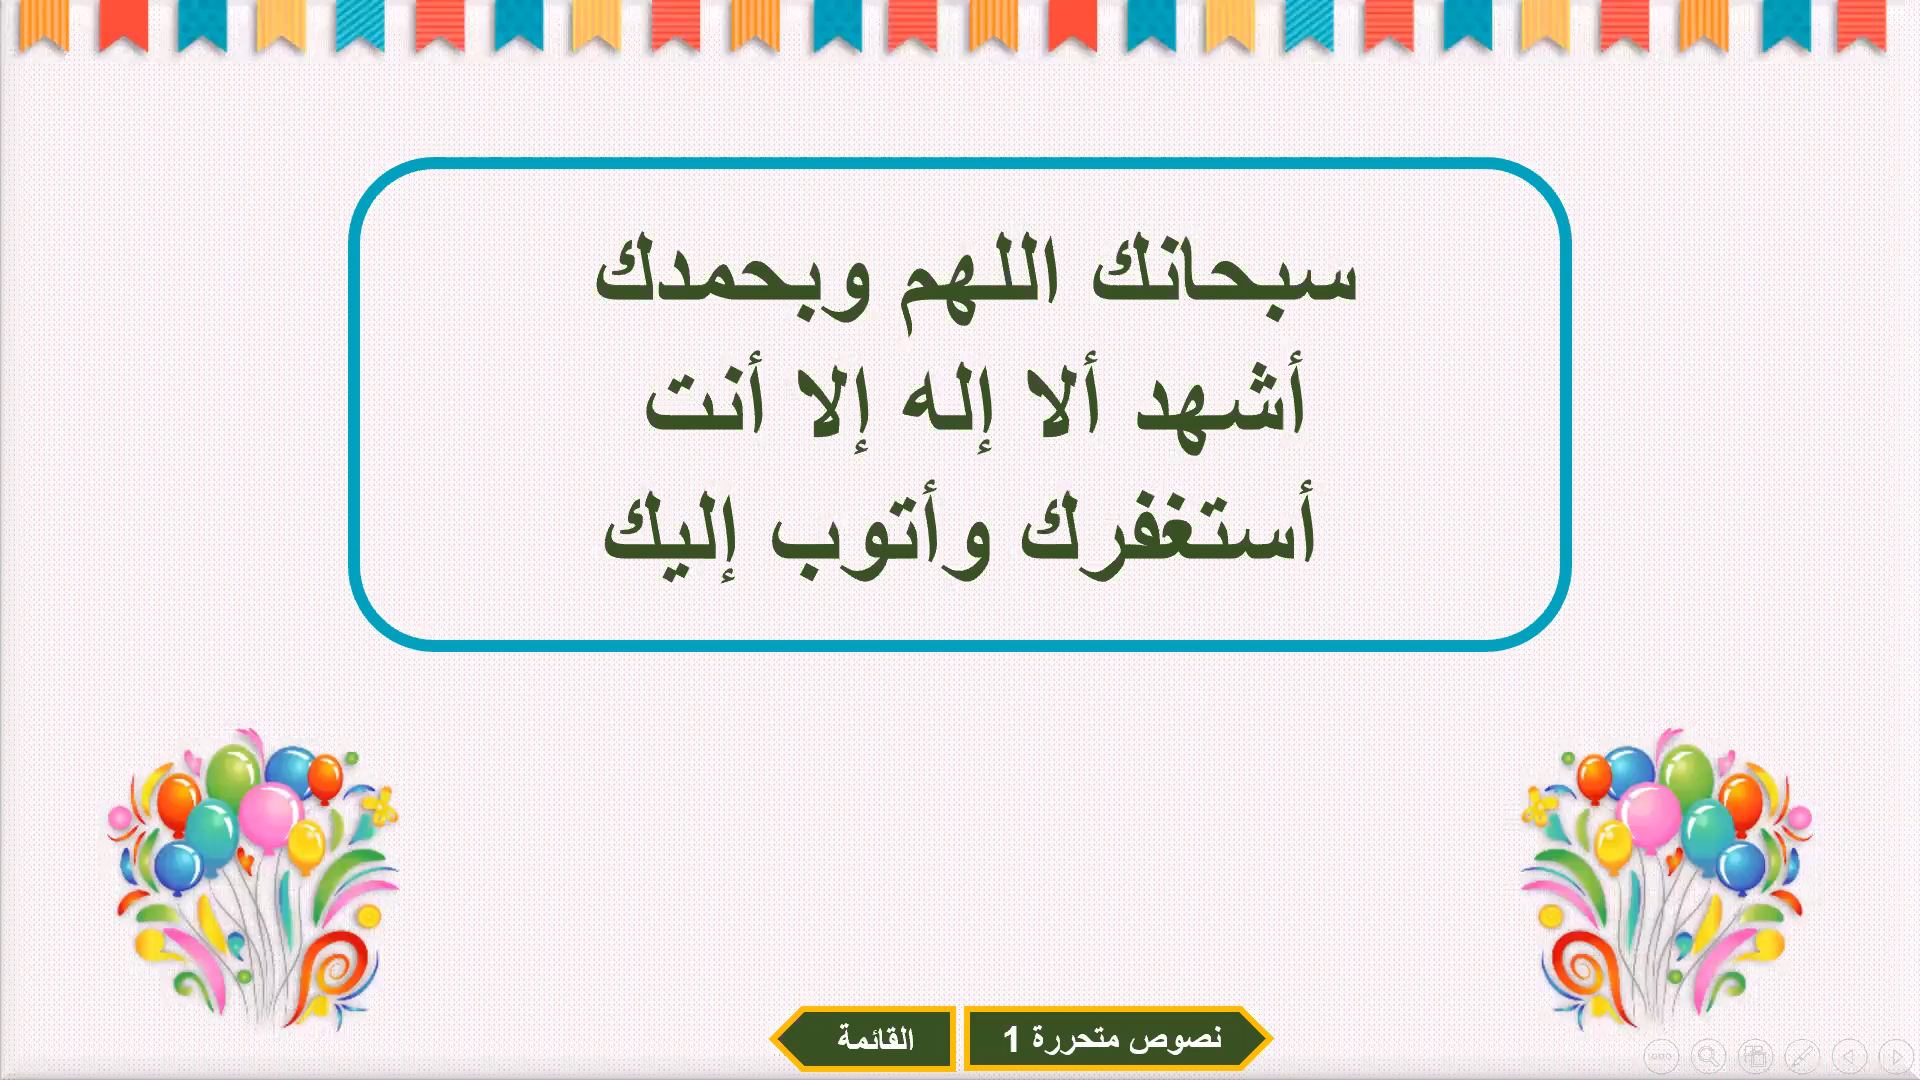 سبحانك اللهم وبحمدك
أشهد ألا إله إلا أنت
أستغفرك وأتوب إليك
نصوص متحررة 1
القائمة